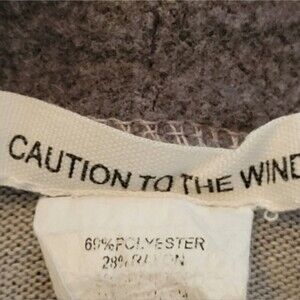 CAUTION TO THE WIND
69%POLYESTER
28%RAYON